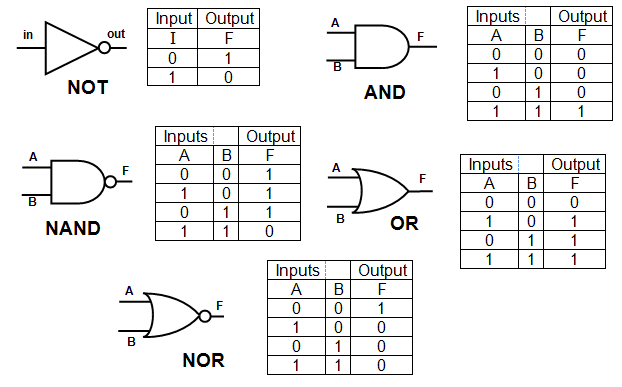 in out
NOT
Input Output
I F
0 1
1 0
A
B
F
AND
Inputs Output
A B F
0 0 0
1 0 0
0 1 0
1 1 1
A
B
F
NAND
Inputs Output
A B F
0 0 1
1 0 1
0 1 1
1 1 0
A
B
F
OR
Inputs Output
A B F
0 0 0
1 0 1
0 1 1
1 1 1
A
B
F
NOR
Inputs Output
A B F
0 0 1
1 0 0
0 1 0
1 1 0